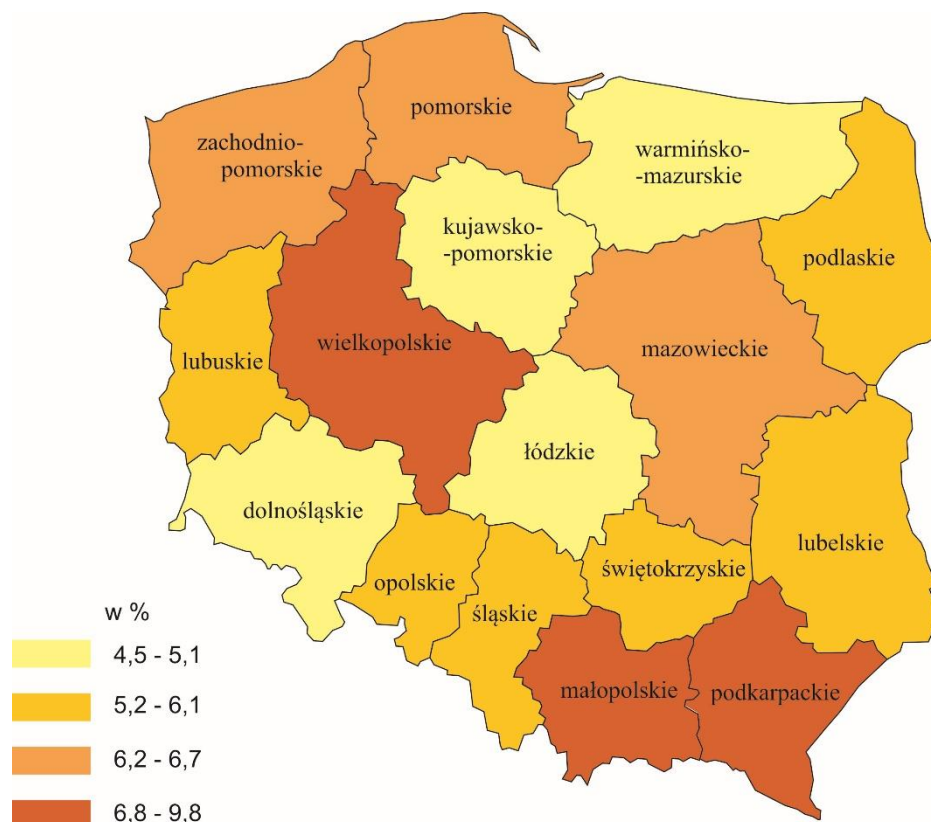 pomorskie
zachodnio-
-pomorskie
warmińsko-
-mazurskie
kujawsko-
-pomorskie
podlaskie
wielkopolskie
mazowieckie
lubuskie
łódzkie
dolnośląskie
lubelskie
opolskie
świętokrzyskie
śląskie
małopolskie
podkarpackie
w %
4,5 - 5,1
5,2 - 6,1
6,2 - 6,7
6,8 - 9,8